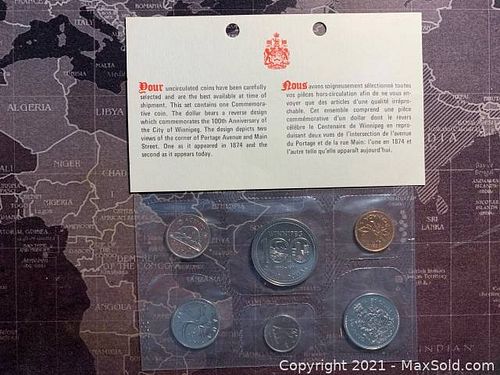 Your uncirculated coins have been carefully
selected and are the best available at time of
shipment. This set contains one Commemora-
tive coin. The dollar bears a reverse design
which commemorates the 100th Anniversary of
the City of Winnipeg. The design depicts two
views of the corner of Portage Avenue and Main
Street. One as it appeared in 1874 and the
second as it appears today.
Nous avons soigneusement sélectionné toutes
vos pièces hors-circulation afin de ne vous
envoyer que des articles d'une qualité irrépro-
chable. Cet ensemble comprend une pièce
commémorative d'un dollar dont le revers
célèbre le Centenaire de Winnipeg en repro-
duisant deux vues de l'intersection de l'avenue
du Portage et de la rue Main: l'une en 1874 et
l'autre telle qu'elle apparaît aujourd'hui.
ALGERIA
NIGER
ANGOLA
SRI
LANKA
WINNIPEG
INDIAN
Copyright 2021 - MaxSold.com